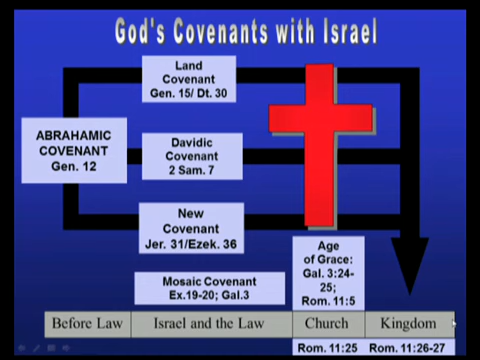 God's Covenants with Israel
Land
Covenant
Gen. 15/ Dt. 30
ABRAHAMIC
COVENANT
Gen. 12
Davidic
Covenant
2 Sam. 7
New
Covenant
Jer. 31/Ezek. 36
Mosaic Covenant
Ex.19-20; Gal.3
Age
of Grace:
Gal. 3:24-
25;
Rom. 11:5
Before Law
Israel and the Law
Church
Kingdom
Rom. 11:25
Rom. 11:26-27